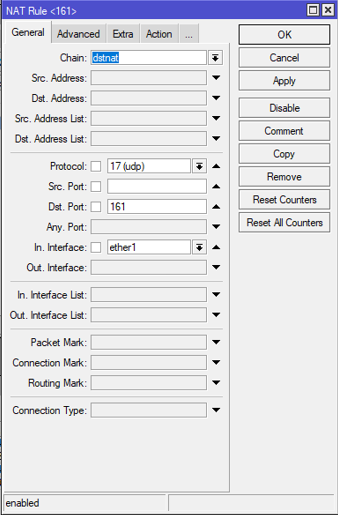 NAT Rule <161>
General Advanced Extra Action ...
Chain: dstnat
Src. Address:
Dst. Address:
Src. Address List:
Dst. Address List:
Protocol: 17 (udp)
Src. Port:
Dst. Port: 161
Any. Port:
In. Interface: ether1
Out. Interface:
In. Interface List:
Out. Interface List:
Packet Mark:
Connection Mark:
Routing Mark:
Connection Type:
OK
Cancel
Apply
Disable
Comment
Copy
Remove
Reset Counters
Reset All Counters
enabled